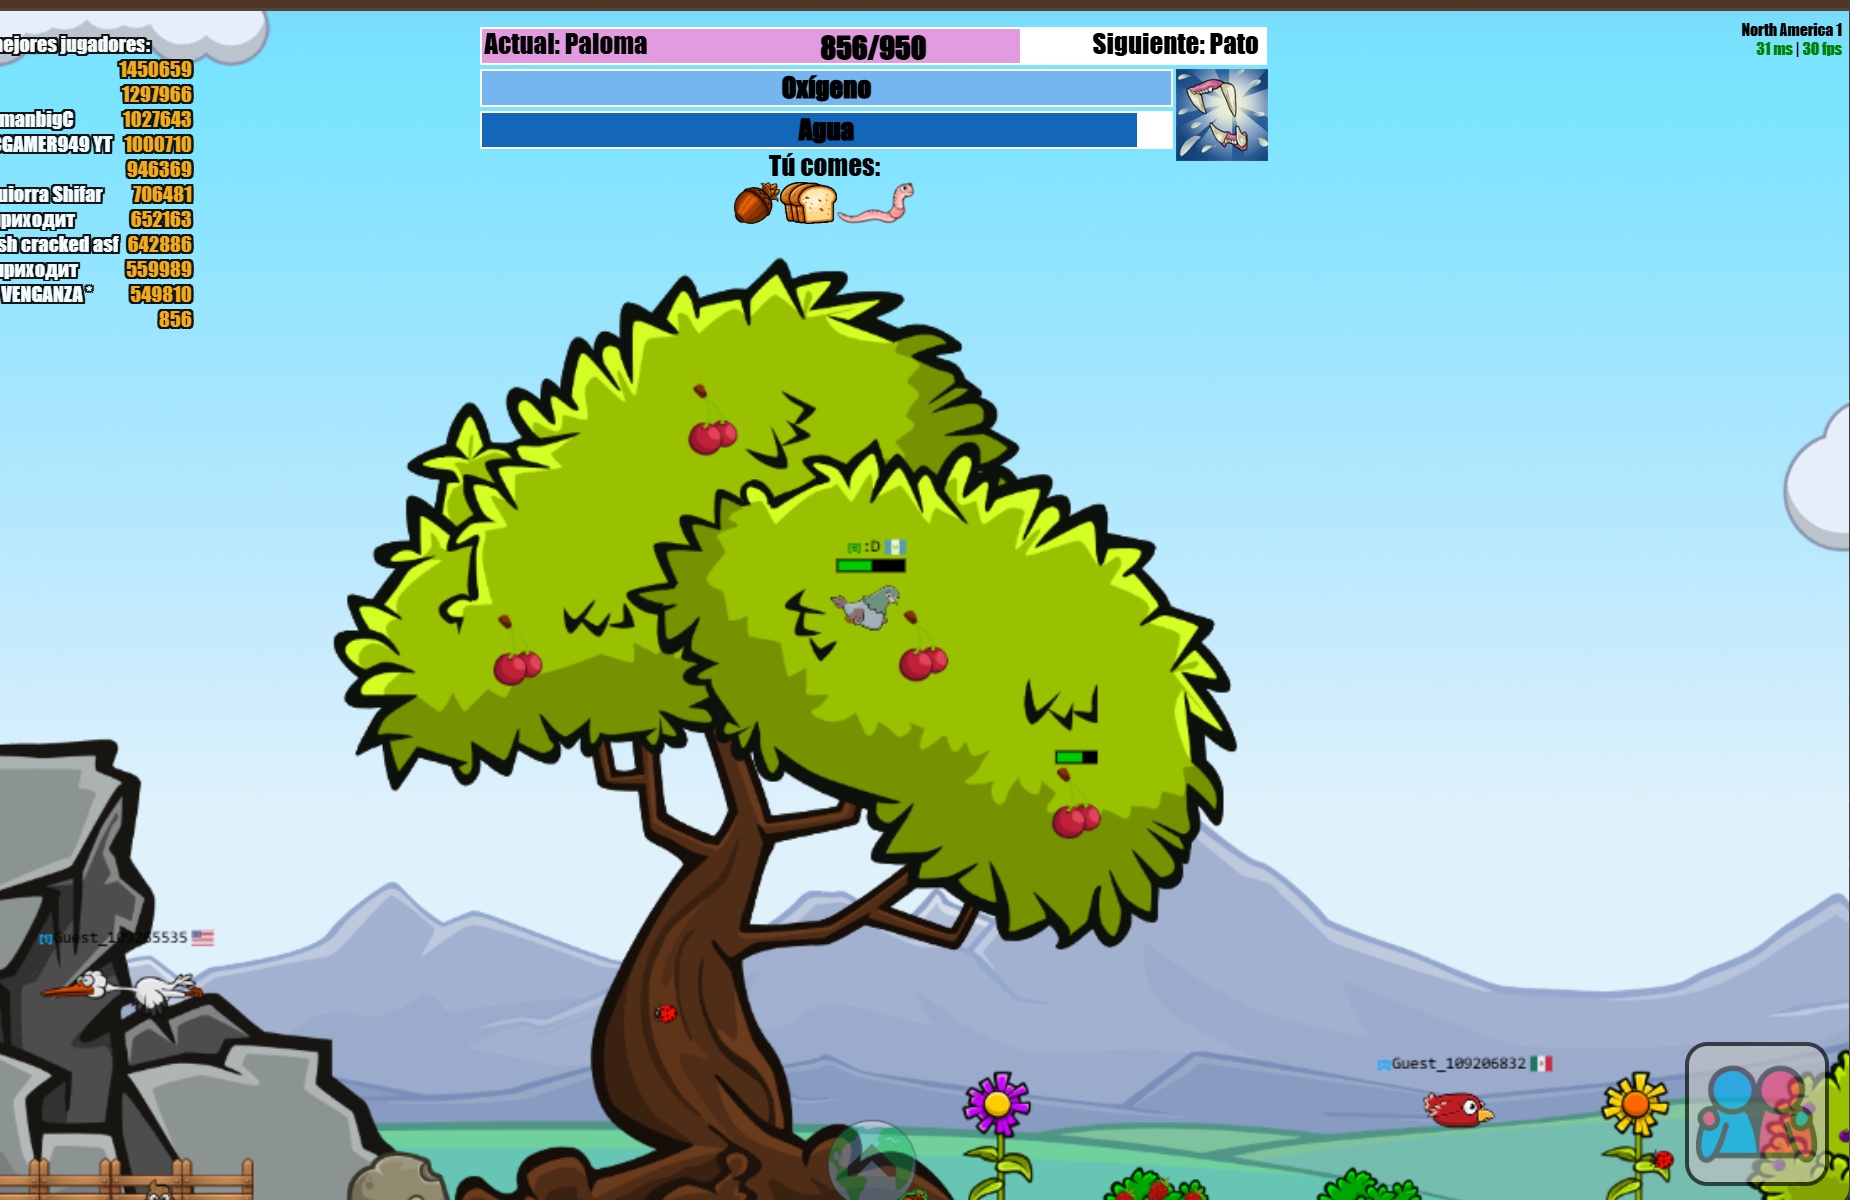 Actual: Paloma 856/950 Siguiente: Pato
Oxígeno
Agua
Tú comes:
North America 1
31 ms | 30 fps
ejores jugadores:
1450659
1297966
manbigC 1027643
GAMER949 YT 1000710
946369
uiorra Shifar 706481
приходит 652163
sh cracked asf 642886
приходит 559989
VENGANZA * 549810
856
:D
Guest_109265535
Guest_109206832